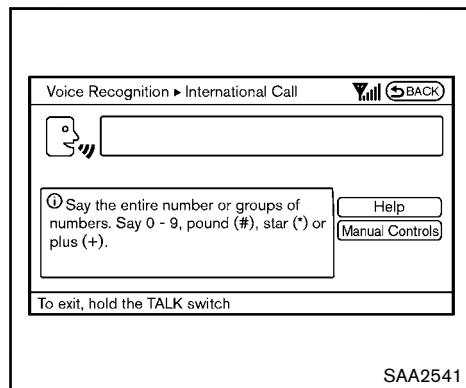 Voice Recognition ▸ International Call BACK
ⓘ Say the entire number or groups of
numbers. Say 0 - 9, pound (#), star (*) or
plus (+).
Help
Manual Controls
To exit, hold the TALK switch
SAA2541